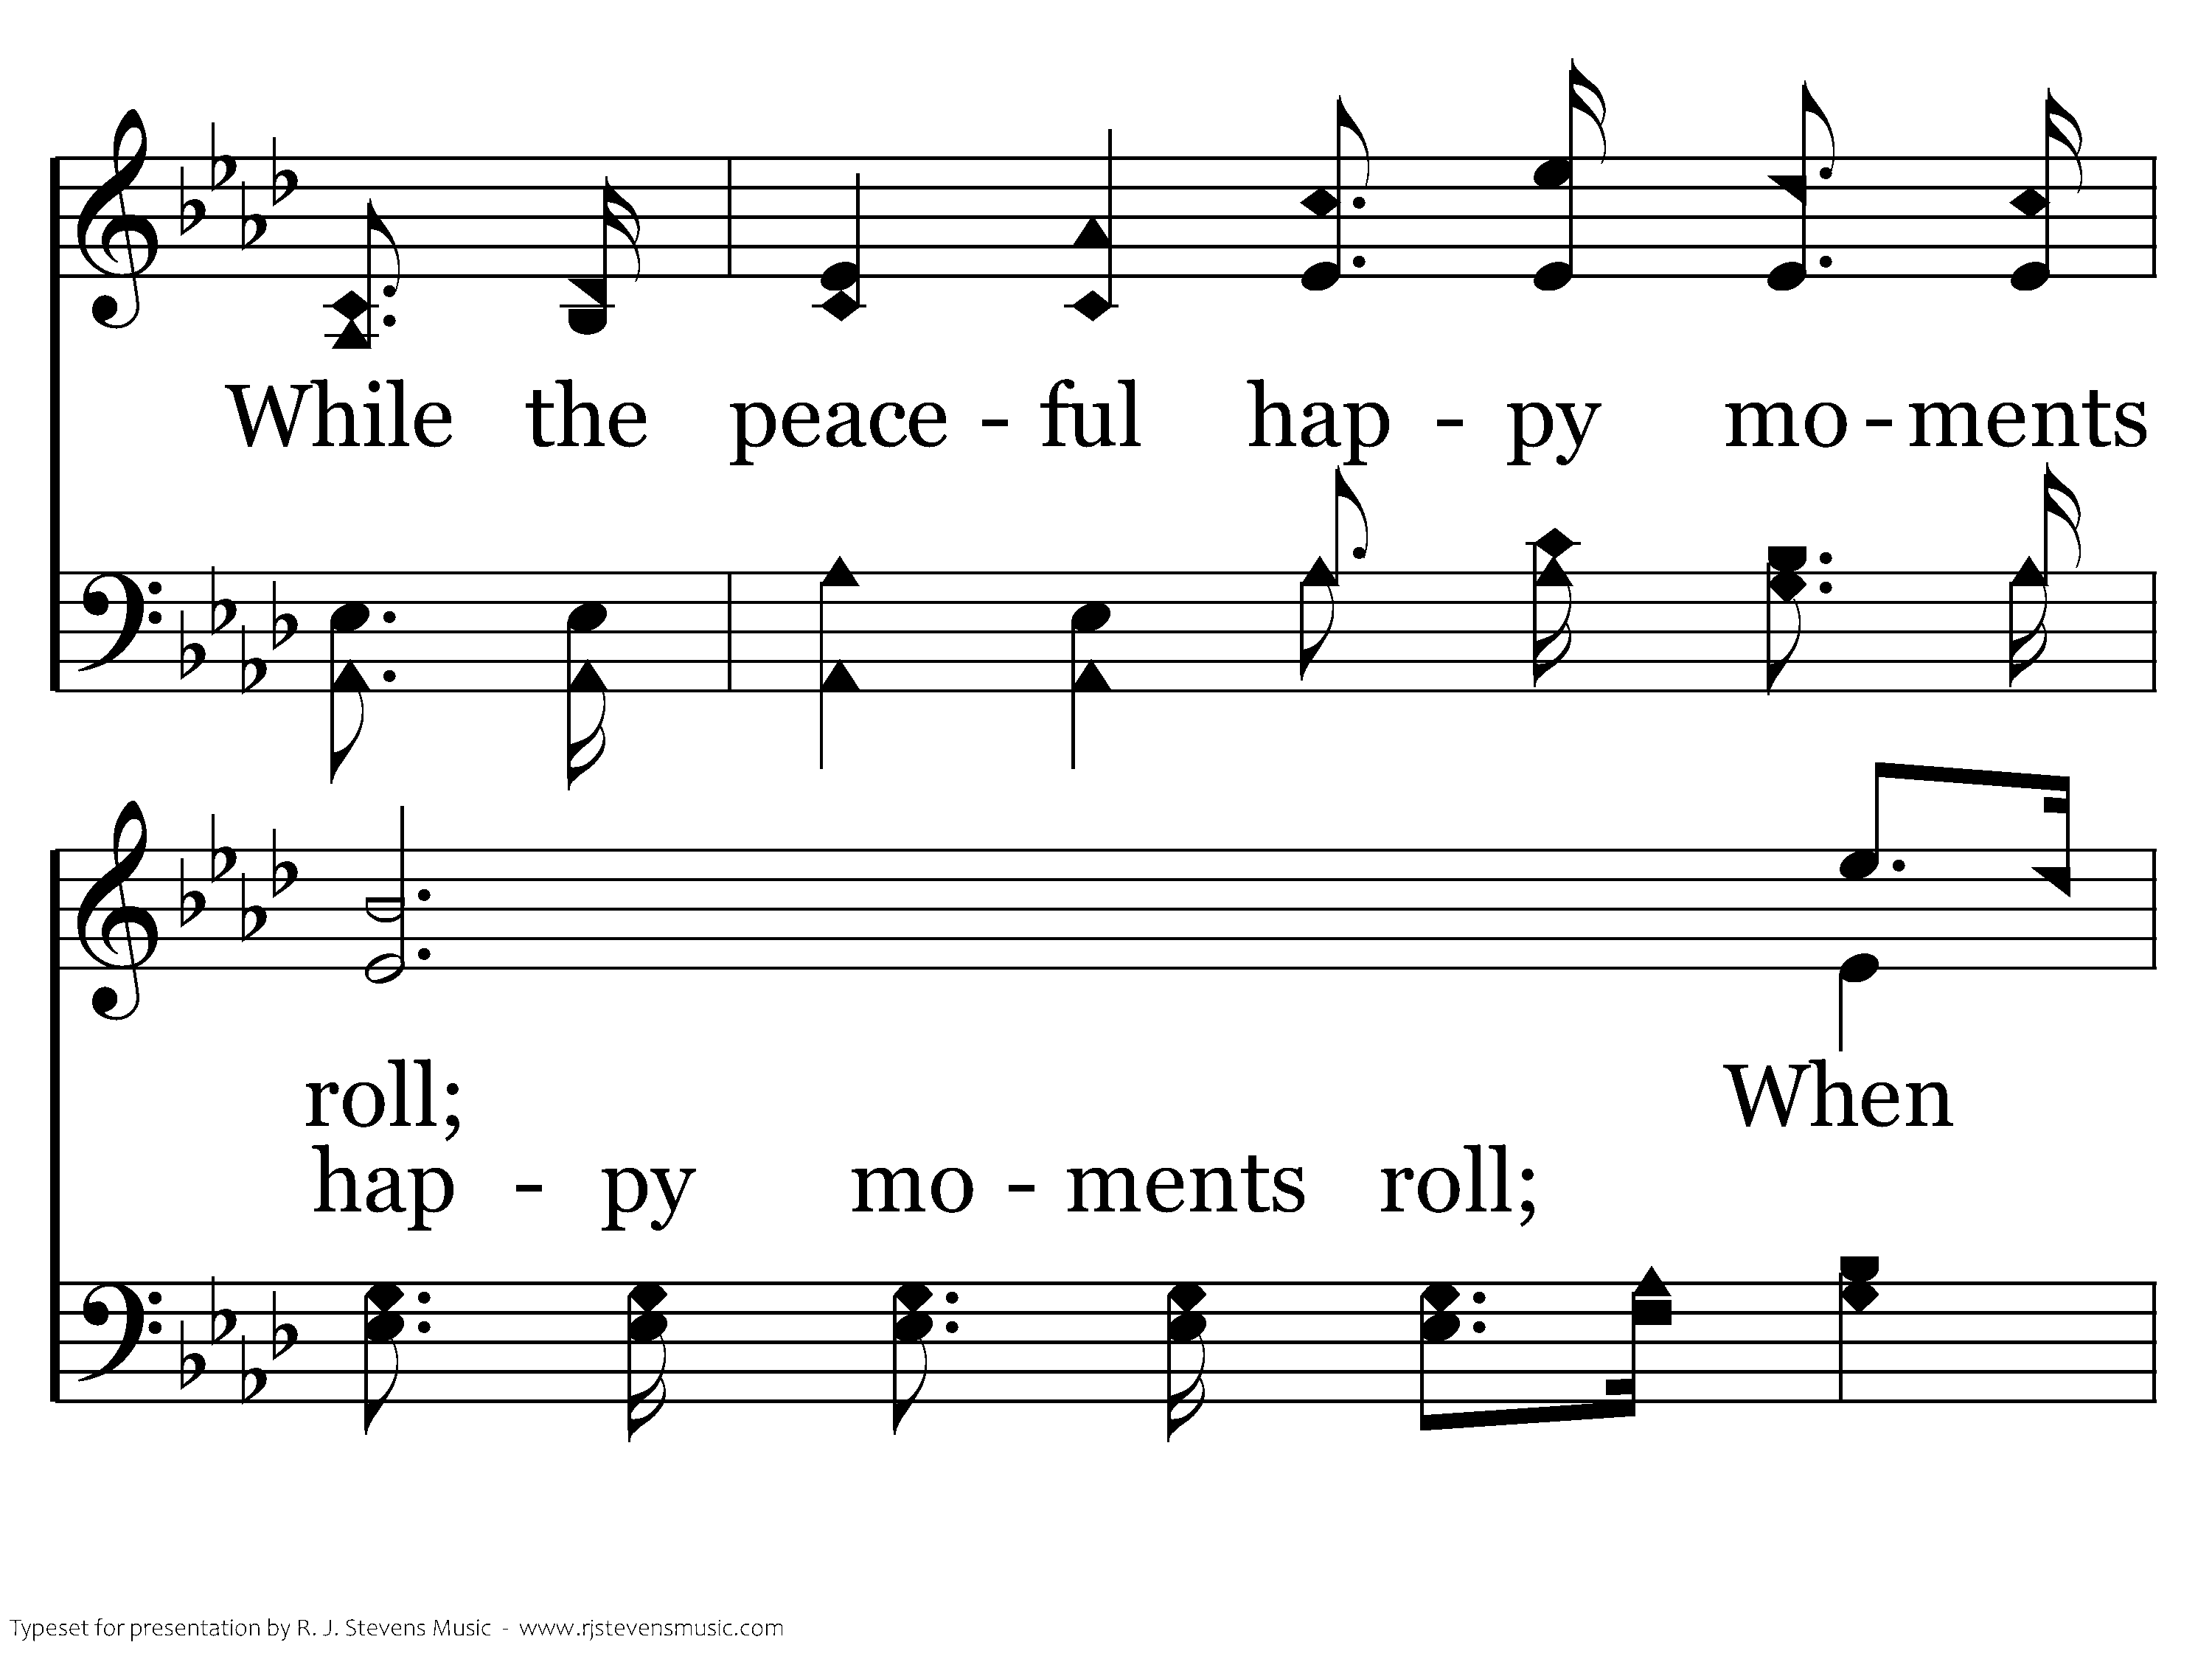 While the peace - ful hap - py mo - ments
roll; When
hap - py mo - ments roll;
Typeset for presentation by R. J. Stevens Music - www.rjstevensmusic.com